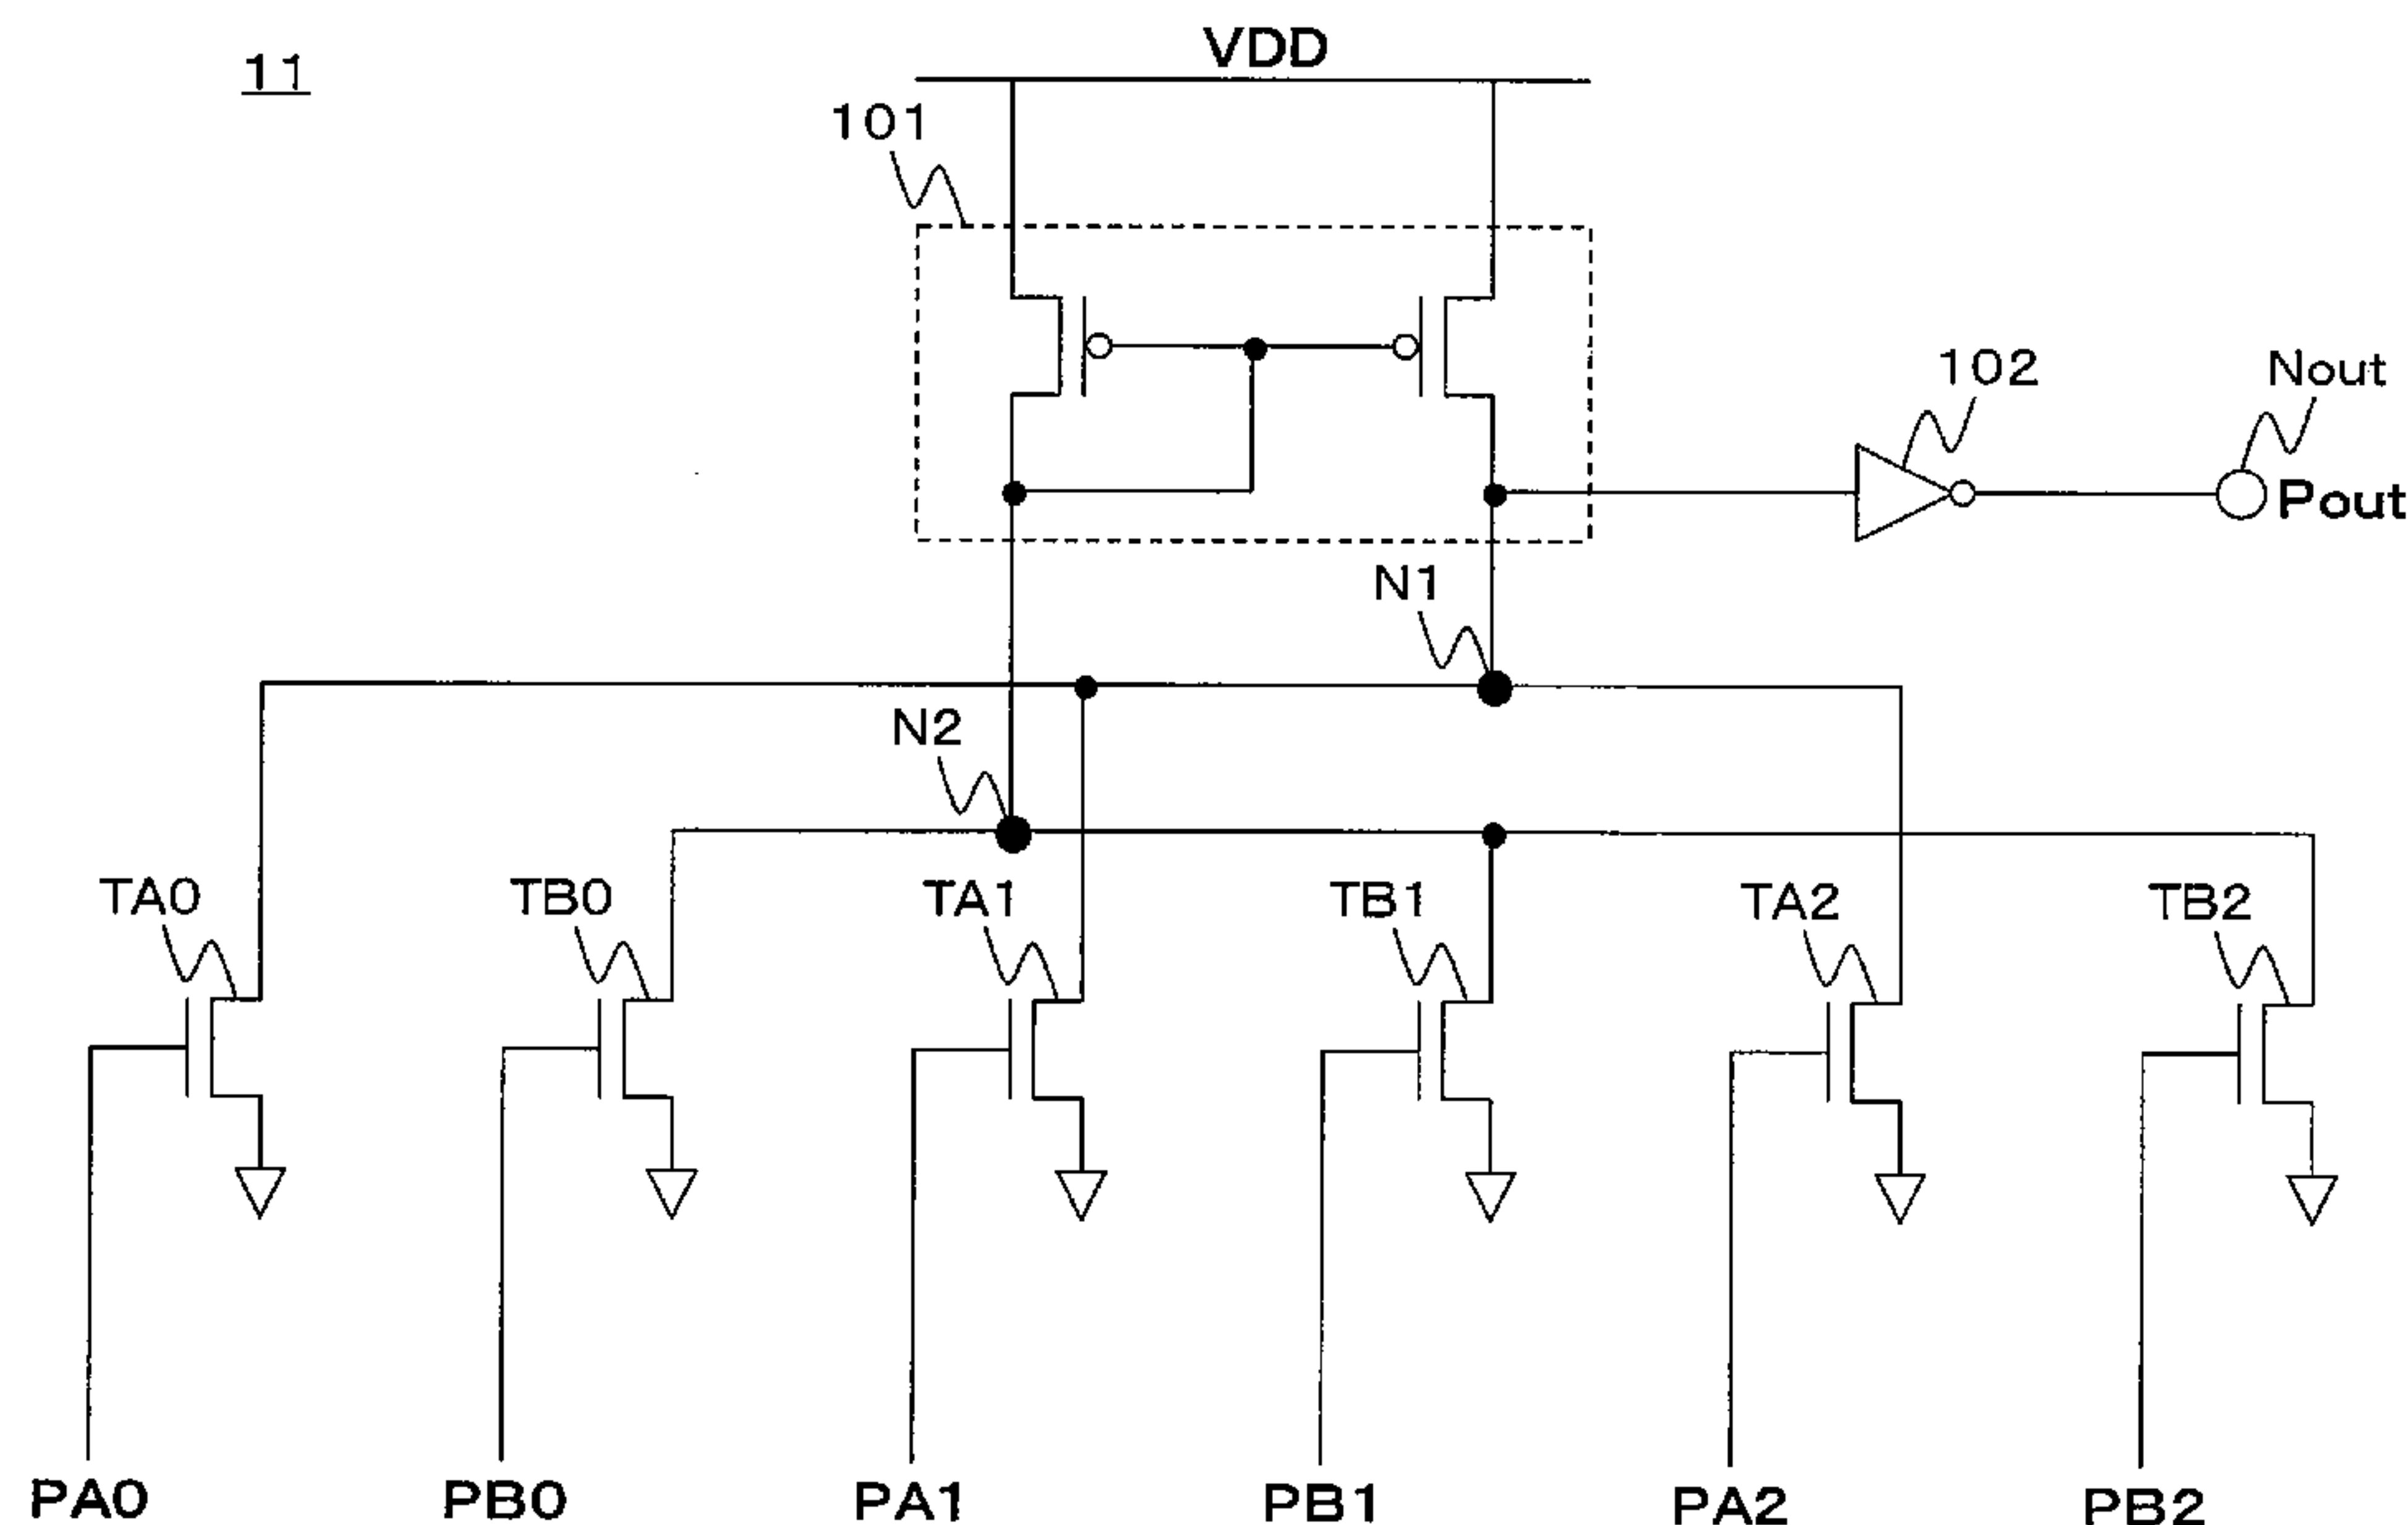 11
VDD
101
102
Nout
Pout
N1
N2
TA0
TB0
TA1
TB1
TA2
TB2
PA0
PB0
PA1
PB1
PA2
PB2